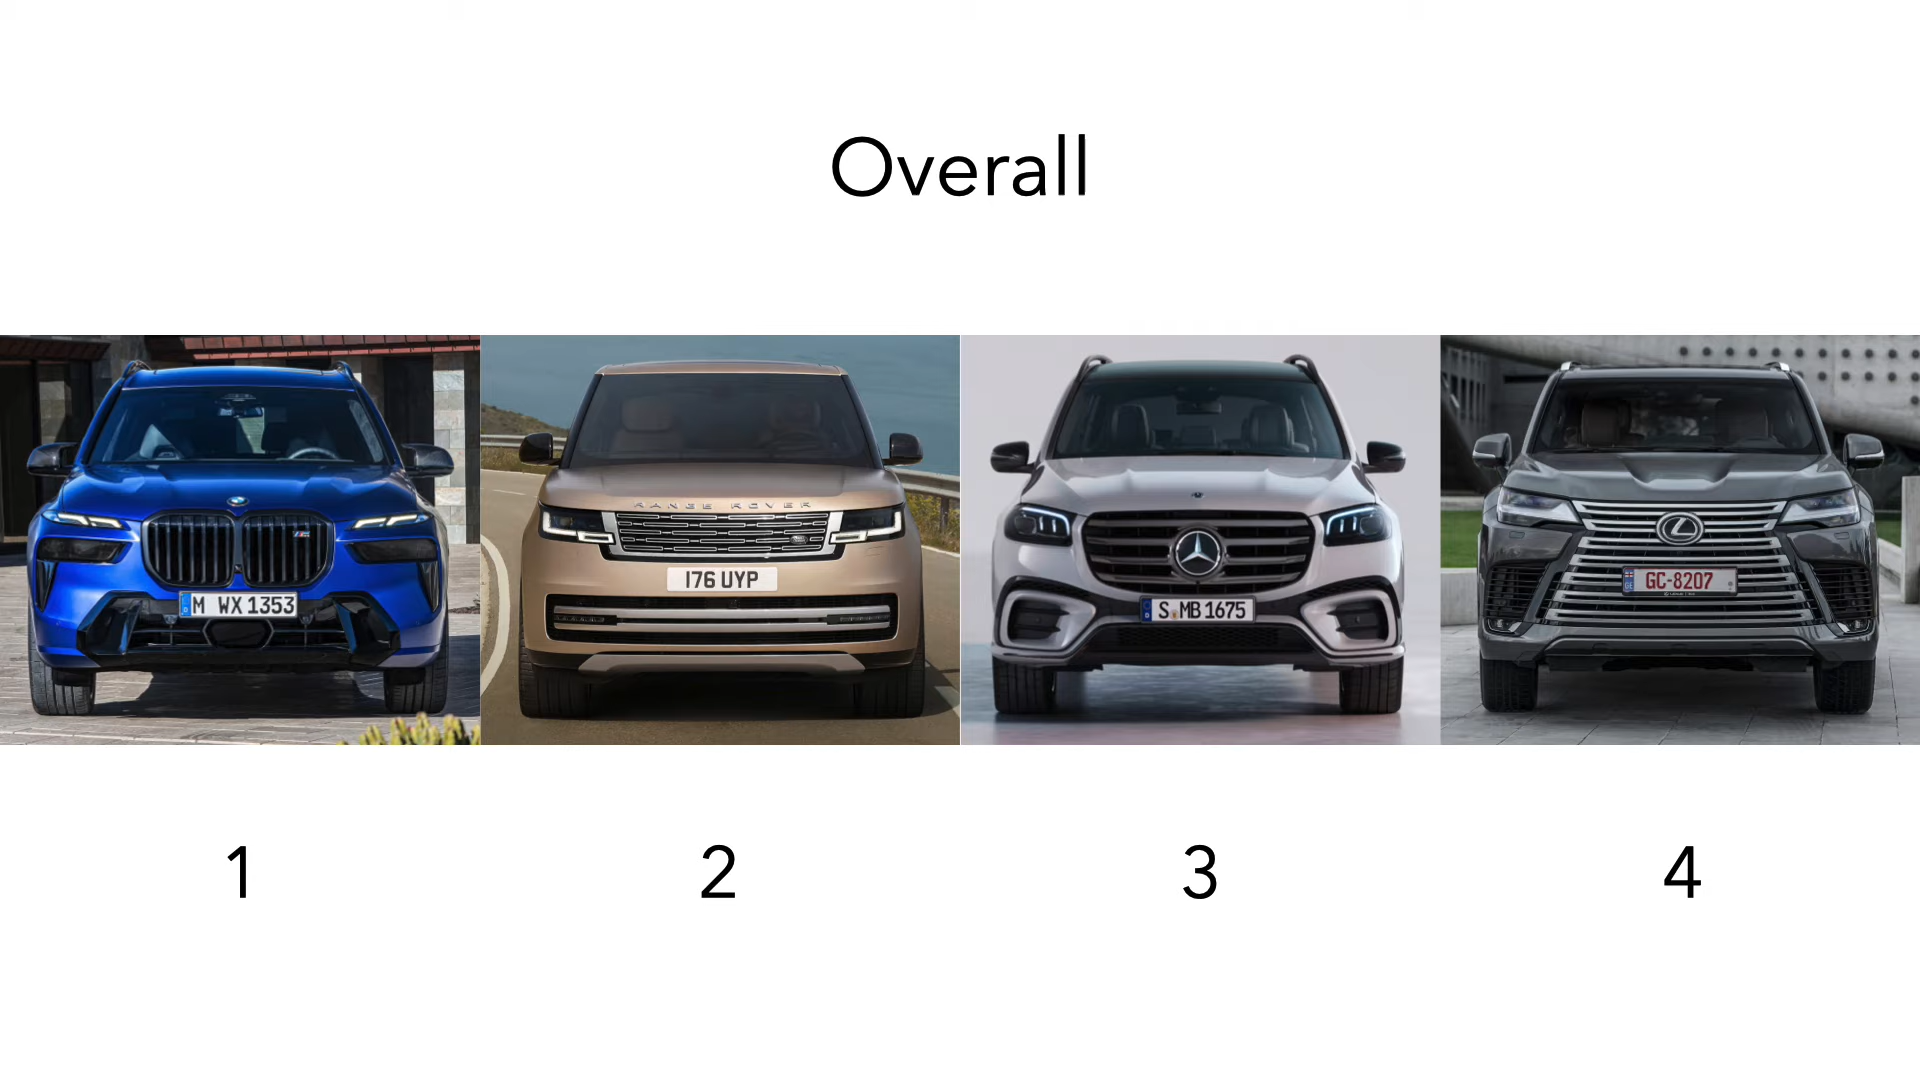 Overall
M WX 1353
RANGE ROVER
176 UYP
S MB 1675
GC-8207
1
2
3
4